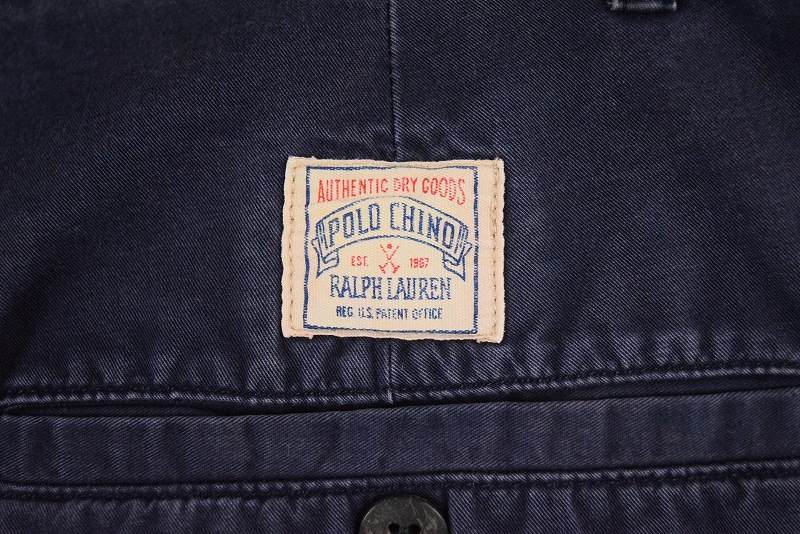 AUTHENTIC DRY GOODS
POLO CHINO
EST. 1967
RALPH LAUREN
REG. U.S. PATENT OFFICE